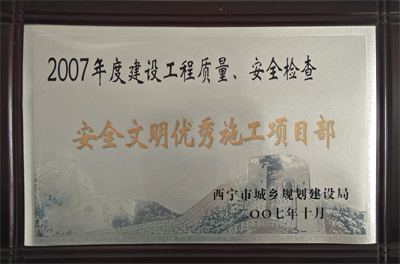 2007年度建设工程质量、安全检查
安全文明优秀施工项目部
西宁市城乡规划建设局
二〇〇七年十月